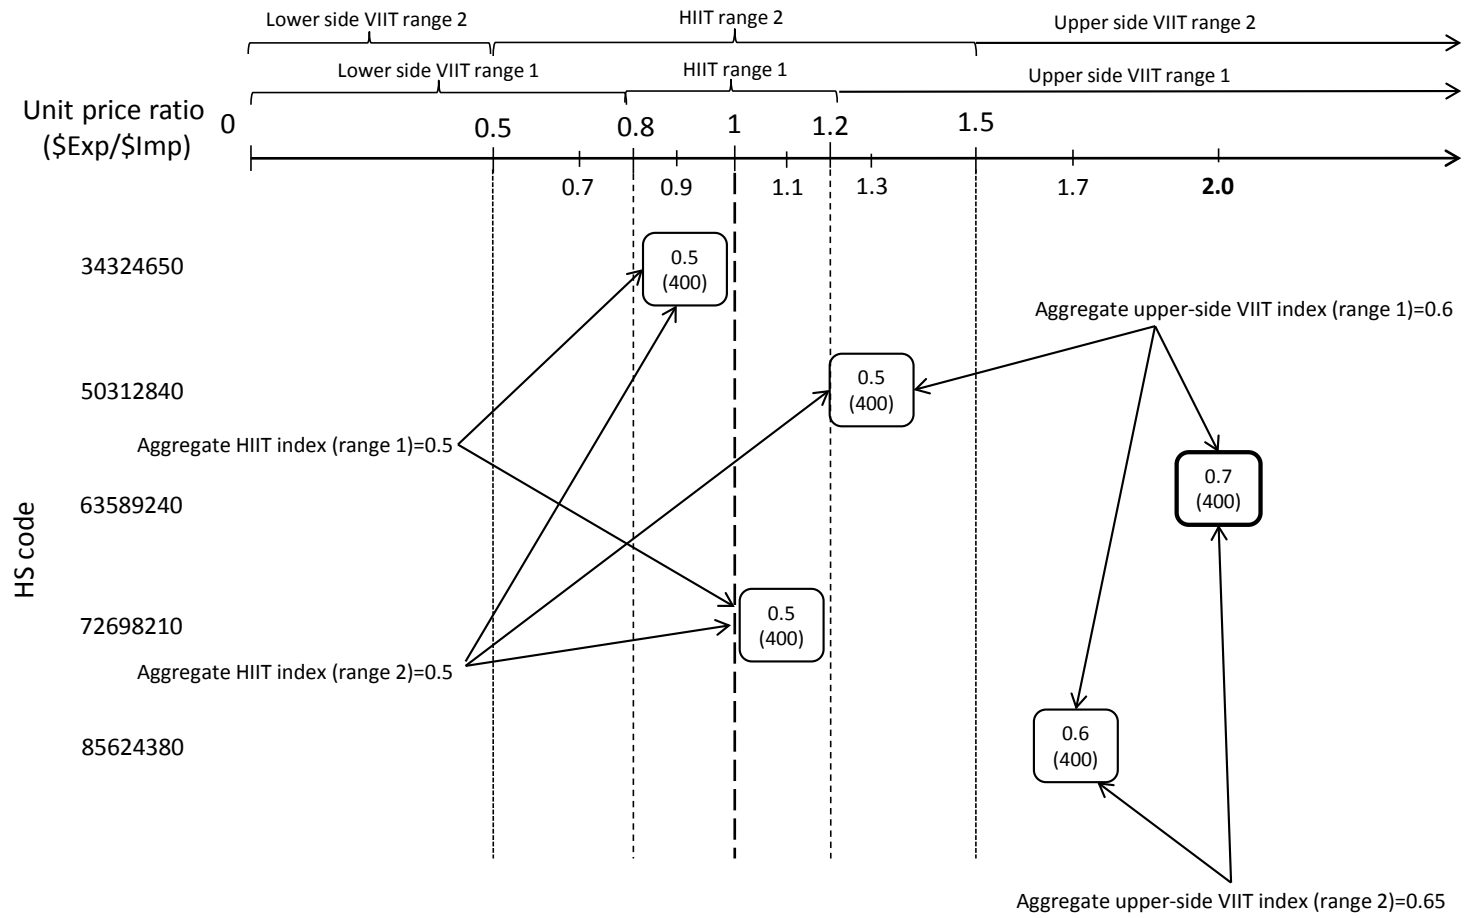 Lower side VIIT range 2
HIIT range 2
Upper side VIIT range 2
Lower side VIIT range 1
HIIT range 1
Upper side VIIT range 1
Unit price ratio
($Exp/$Imp)
0
0.5
0.8
1
1.2
1.5
0.7
0.9
1.1
1.3
1.7
2.0
HS code
34324650
0.5
(400)
Aggregate upper-side VIIT index (range 1)=0.6
50312840
0.5
(400)
Aggregate HIIT index (range 1)=0.5
63589240
0.7
(400)
72698210
0.5
(400)
Aggregate HIIT index (range 2)=0.5
85624380
0.6
(400)
Aggregate upper-side VIIT index (range 2)=0.65